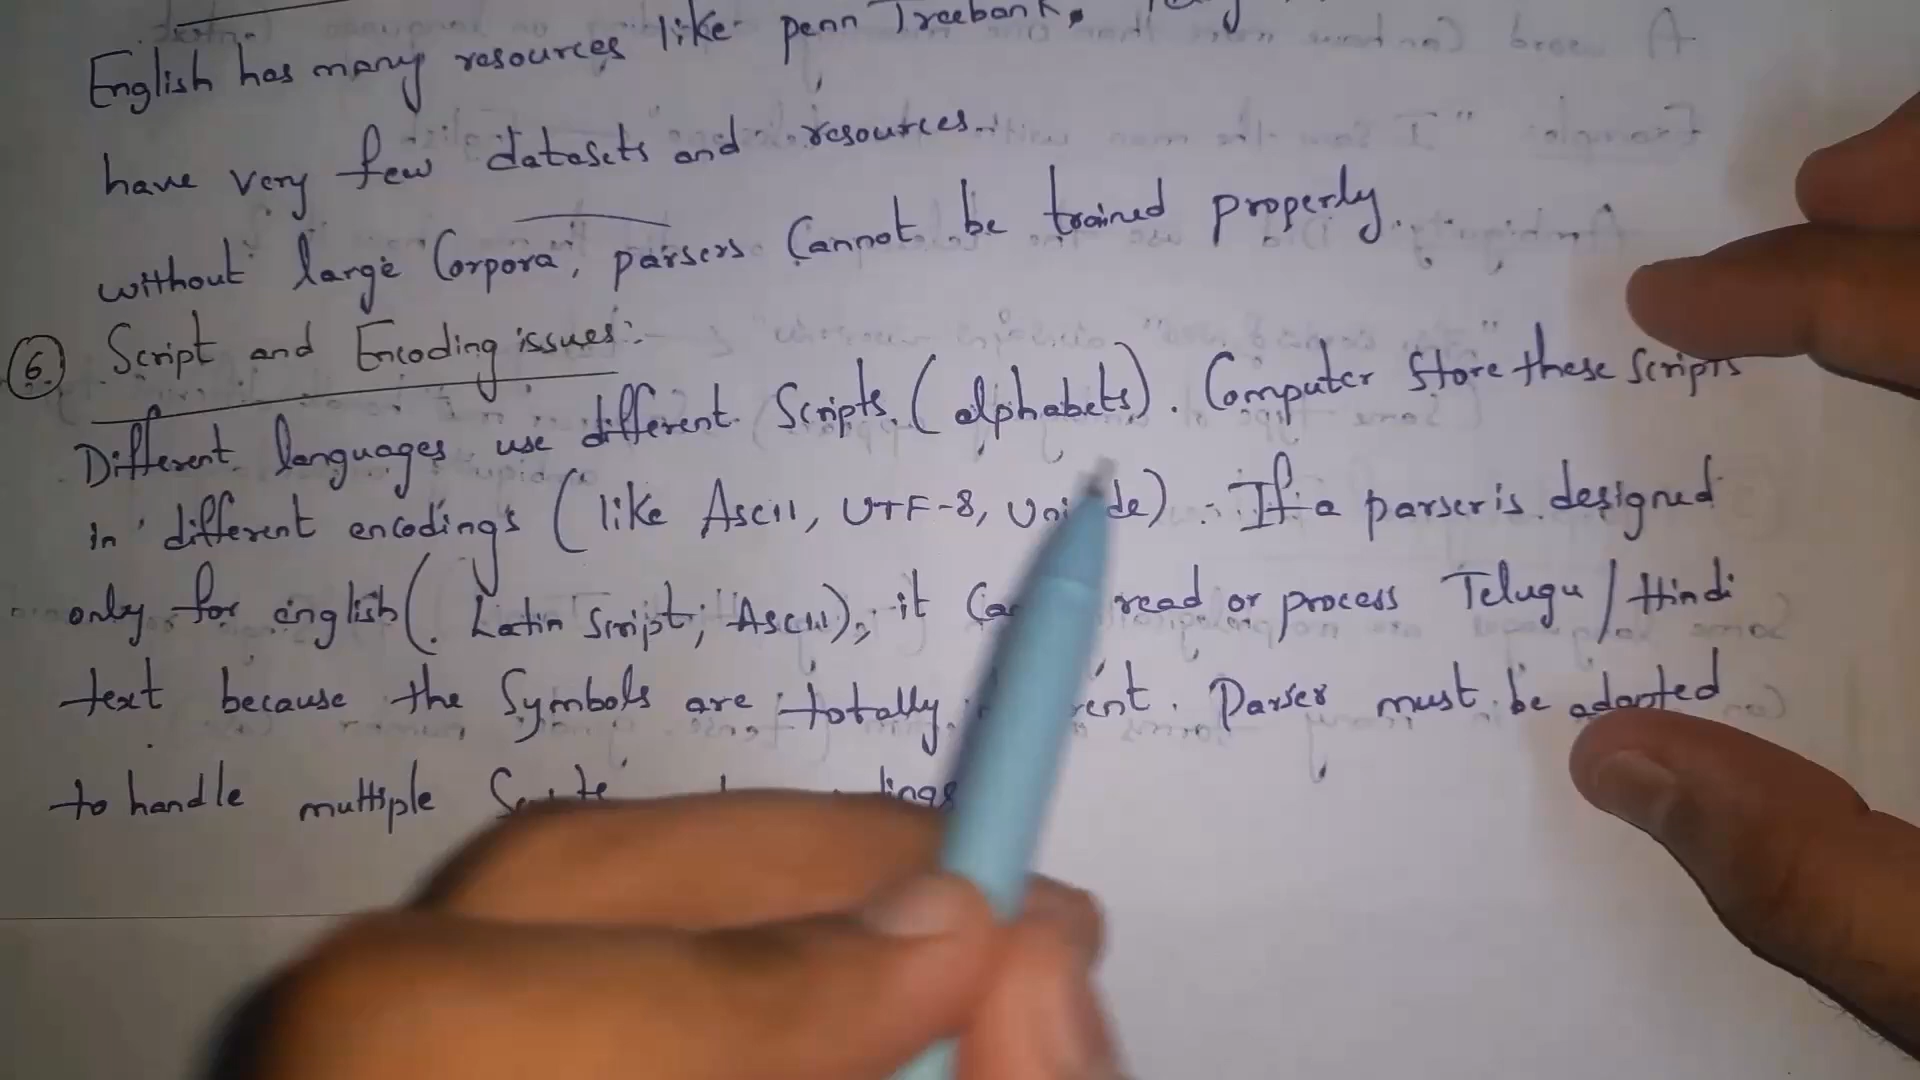 English has many resources like penn Treebank.
have very few datasets and resources.
without large Corpora, parsers Cannot be trained properly.
6 Script and Encoding issues:-
Different languages use different Scripts (alphabets). Computer store these scripts
in different encodings (like Ascii, UTF-8, Uni de). If a parser is designed
only for english (Latin Script, Ascii), it read or process Telugu / Hindi
text because the Symbols are totally rent. Parser must be adapted
to handle multiple